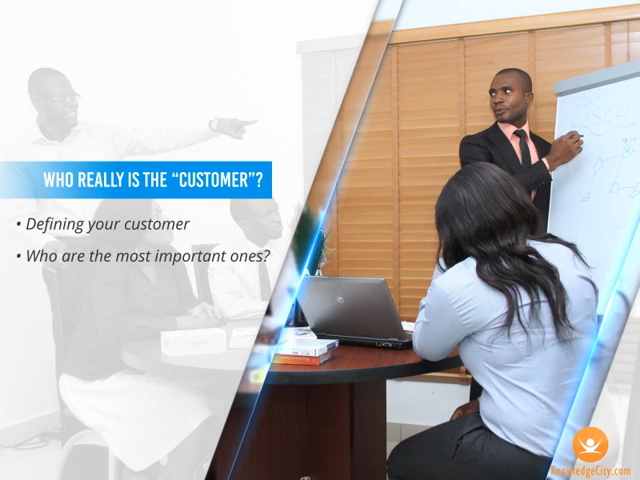 WHO REALLY IS THE “CUSTOMER”?
• Defining your customer
• Who are the most important ones?
KnowledgeCity.com